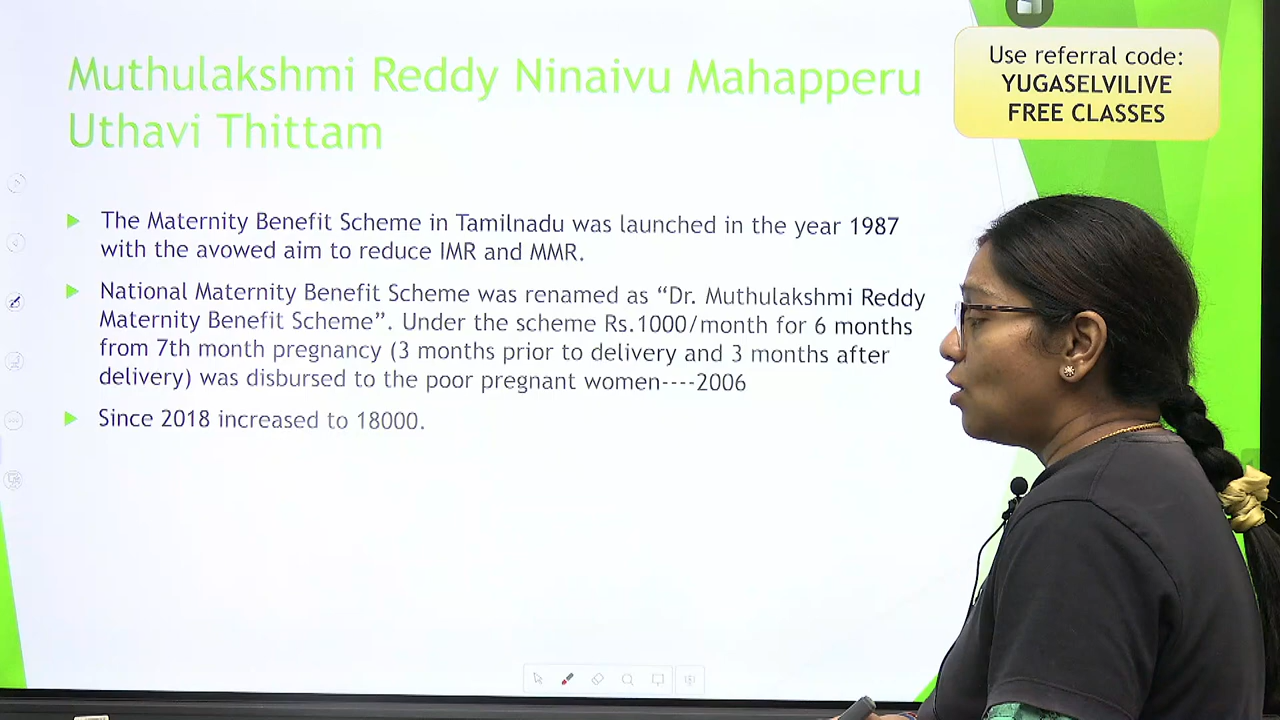 Muthulakshmi Reddy Ninaivu Mahapperu
Uthavi Thittam
Use referral code:
YUGASELVILIVE
FREE CLASSES
The Maternity Benefit Scheme in Tamilnadu was launched in the year 1987
with the avowed aim to reduce IMR and MMR.
National Maternity Benefit Scheme was renamed as “Dr. Muthulakshmi Reddy
Maternity Benefit Scheme”. Under the scheme Rs.1000/month for 6 months
from 7th month pregnancy (3 months prior to delivery and 3 months after
delivery) was disbursed to the poor pregnant women----2006
Since 2018 increased to 18000.